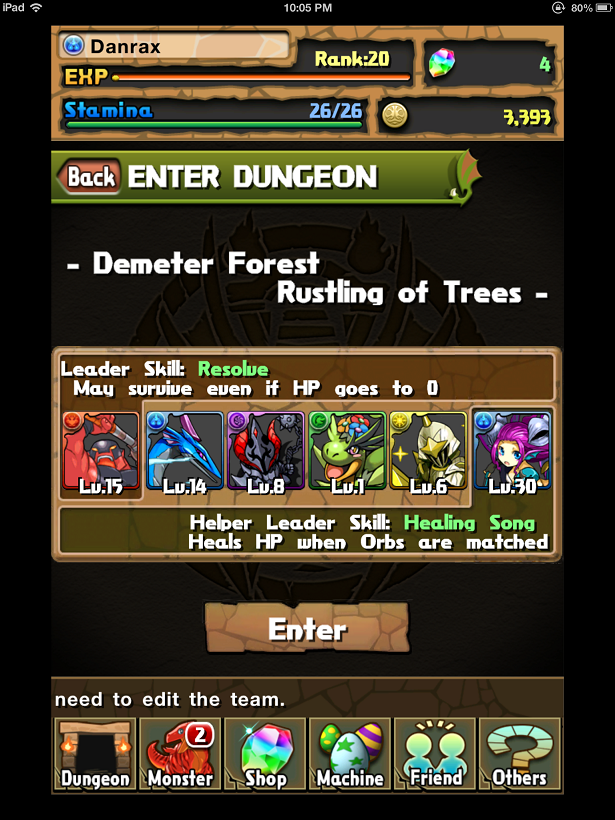 iPad 10:05 PM 80%
Danrax
Rank:20
4
EXP
Stamina 26/26
3,393
Back ENTER DUNGEON
- Demeter Forest
Rustling of Trees -
Leader Skill: Resolve
May survive even if HP goes to 0
Lv.15 Lv.14 Lv.8 Lv.1 Lv.6 Lv.30
Helper Leader Skill: Healing Song
Heals HP when Orbs are matched
Enter
need to edit the team.
2
Dungeon Monster Shop Machine Friend Others